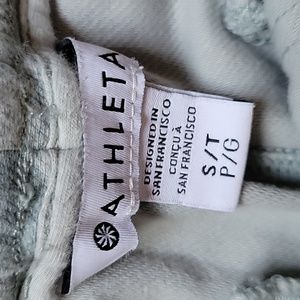 ATHLETA
DESIGNED IN
SAN FRANCISCO
CONÇU À
SAN FRANCISCO
S/T
P/G